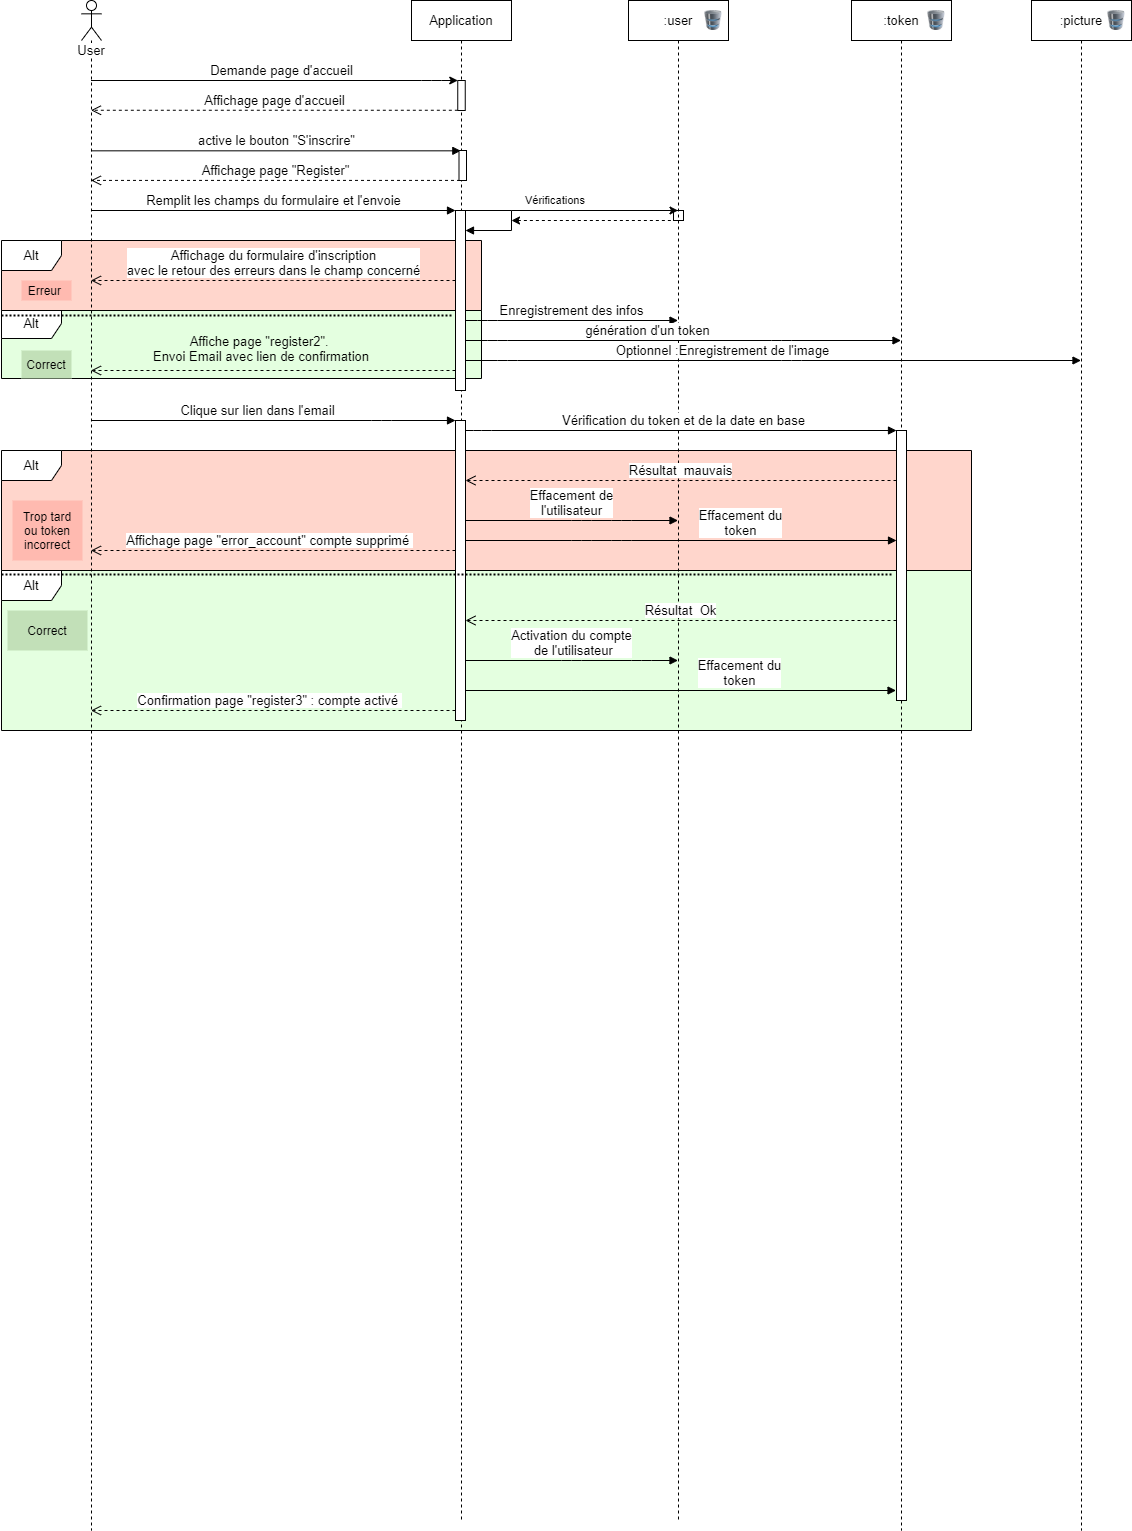 User
Application
:user
:token
:picture
Demande page d'accueil
Affichage page d'accueil
active le bouton "S'inscrire"
Affichage page "Register"
Remplit les champs du formulaire et l'envoie
Vérifications
Alt
Affichage du formulaire d'inscription
avec le retour des erreurs dans le champ concerné
Erreur
Enregistrement des infos
Alt
génération d'un token
Affiche page "register2".
Envoi Email avec lien de confirmation
Optionnel :Enregistrement de l'image
Correct
Clique sur lien dans l'email
Vérification du token et de la date en base
Alt
Résultat mauvais
Effacement de
l'utilisateur
Effacement du
token
Trop tard
ou token
incorrect
Affichage page "error_account" compte supprimé
Alt
Résultat Ok
Correct
Activation du compte
de l'utilisateur
Effacement du
token
Confirmation page "register3" : compte activé